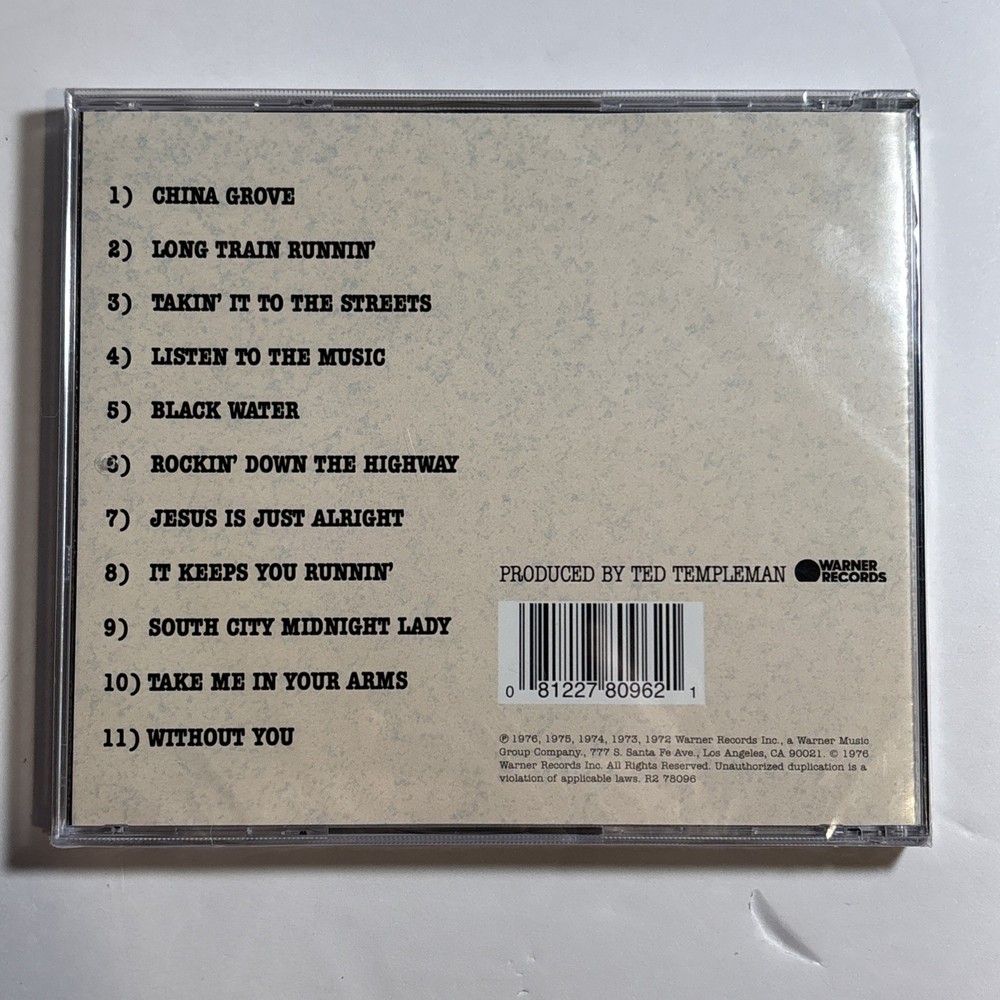 1) CHINA GROVE
2) LONG TRAIN RUNNIN'
3) TAKIN' IT TO THE STREETS
4) LISTEN TO THE MUSIC
5) BLACK WATER
6) ROCKIN' DOWN THE HIGHWAY
7) JESUS IS JUST ALRIGHT
8) IT KEEPS YOU RUNNIN'
9) SOUTH CITY MIDNIGHT LADY
10) TAKE ME IN YOUR ARMS
11) WITHOUT YOU
PRODUCED BY TED TEMPLEMAN
WARNER
RECORDS
0 81227 80962 1
℗ 1976, 1975, 1974, 1973, 1972 Warner Records Inc., a Warner Music
Group Company., 777 S. Santa Fe Ave., Los Angeles, CA 90021. © 1976
Warner Records Inc. All Rights Reserved. Unauthorized duplication is a
violation of applicable laws. R2 78096